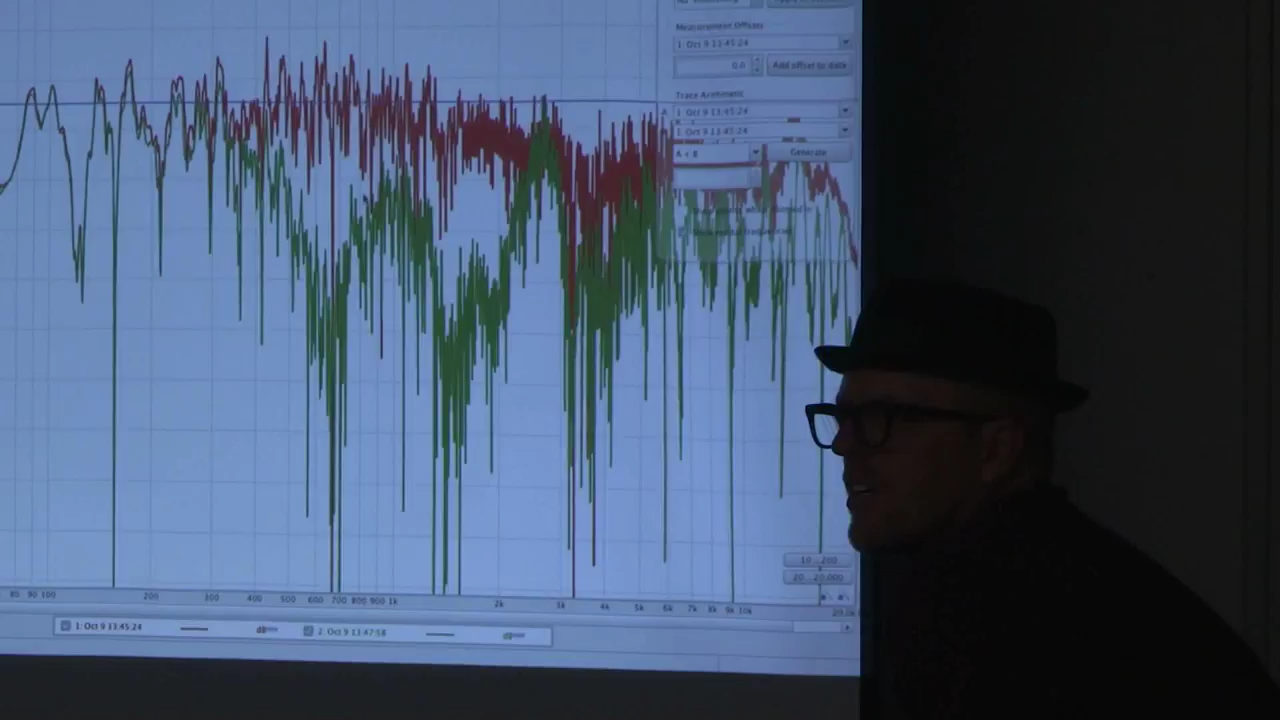 Measurement Offsets
1: Oct 9 13:45:24
0.0 Add offset to data
Trace Arithmetic
A 1: Oct 9 13:45:24
1: Oct 9 13:45:24
Generate
10 .. 200
20 .. 20,000
80 90 100 200 300 400 500 600 700 800 900 1k 2k 3k 4k 5k 6k 7k 8k 9k 10k
1: Oct 9 13:45:24 2: Oct 9 13:47:58